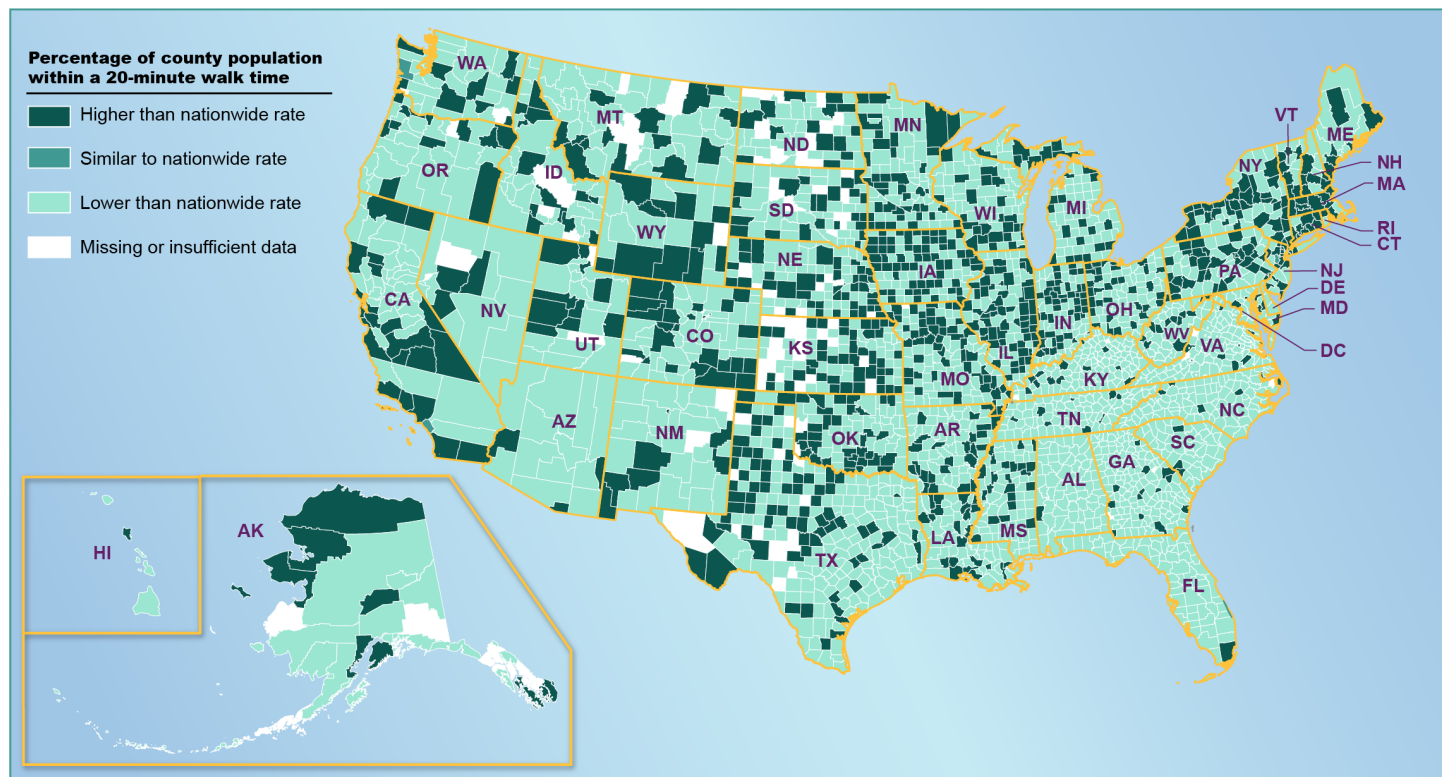 Percentage of county population
within a 20-minute walk time
Higher than nationwide rate
Similar to nationwide rate
Lower than nationwide rate
Missing or insufficient data
WA
MT
ND
MN
VT
ME
OR
ID
SD
WI
MI
NY
NH
MA
WY
RI
CT
NE
IA
PA
NJ
CA
NV
UT
CO
KS
IL
IN
OH
DE
MD
WV
VA
DC
MO
KY
AZ
NM
OK
AR
TN
NC
SC
TX
LA
MS
AL
GA
FL
AK
HI